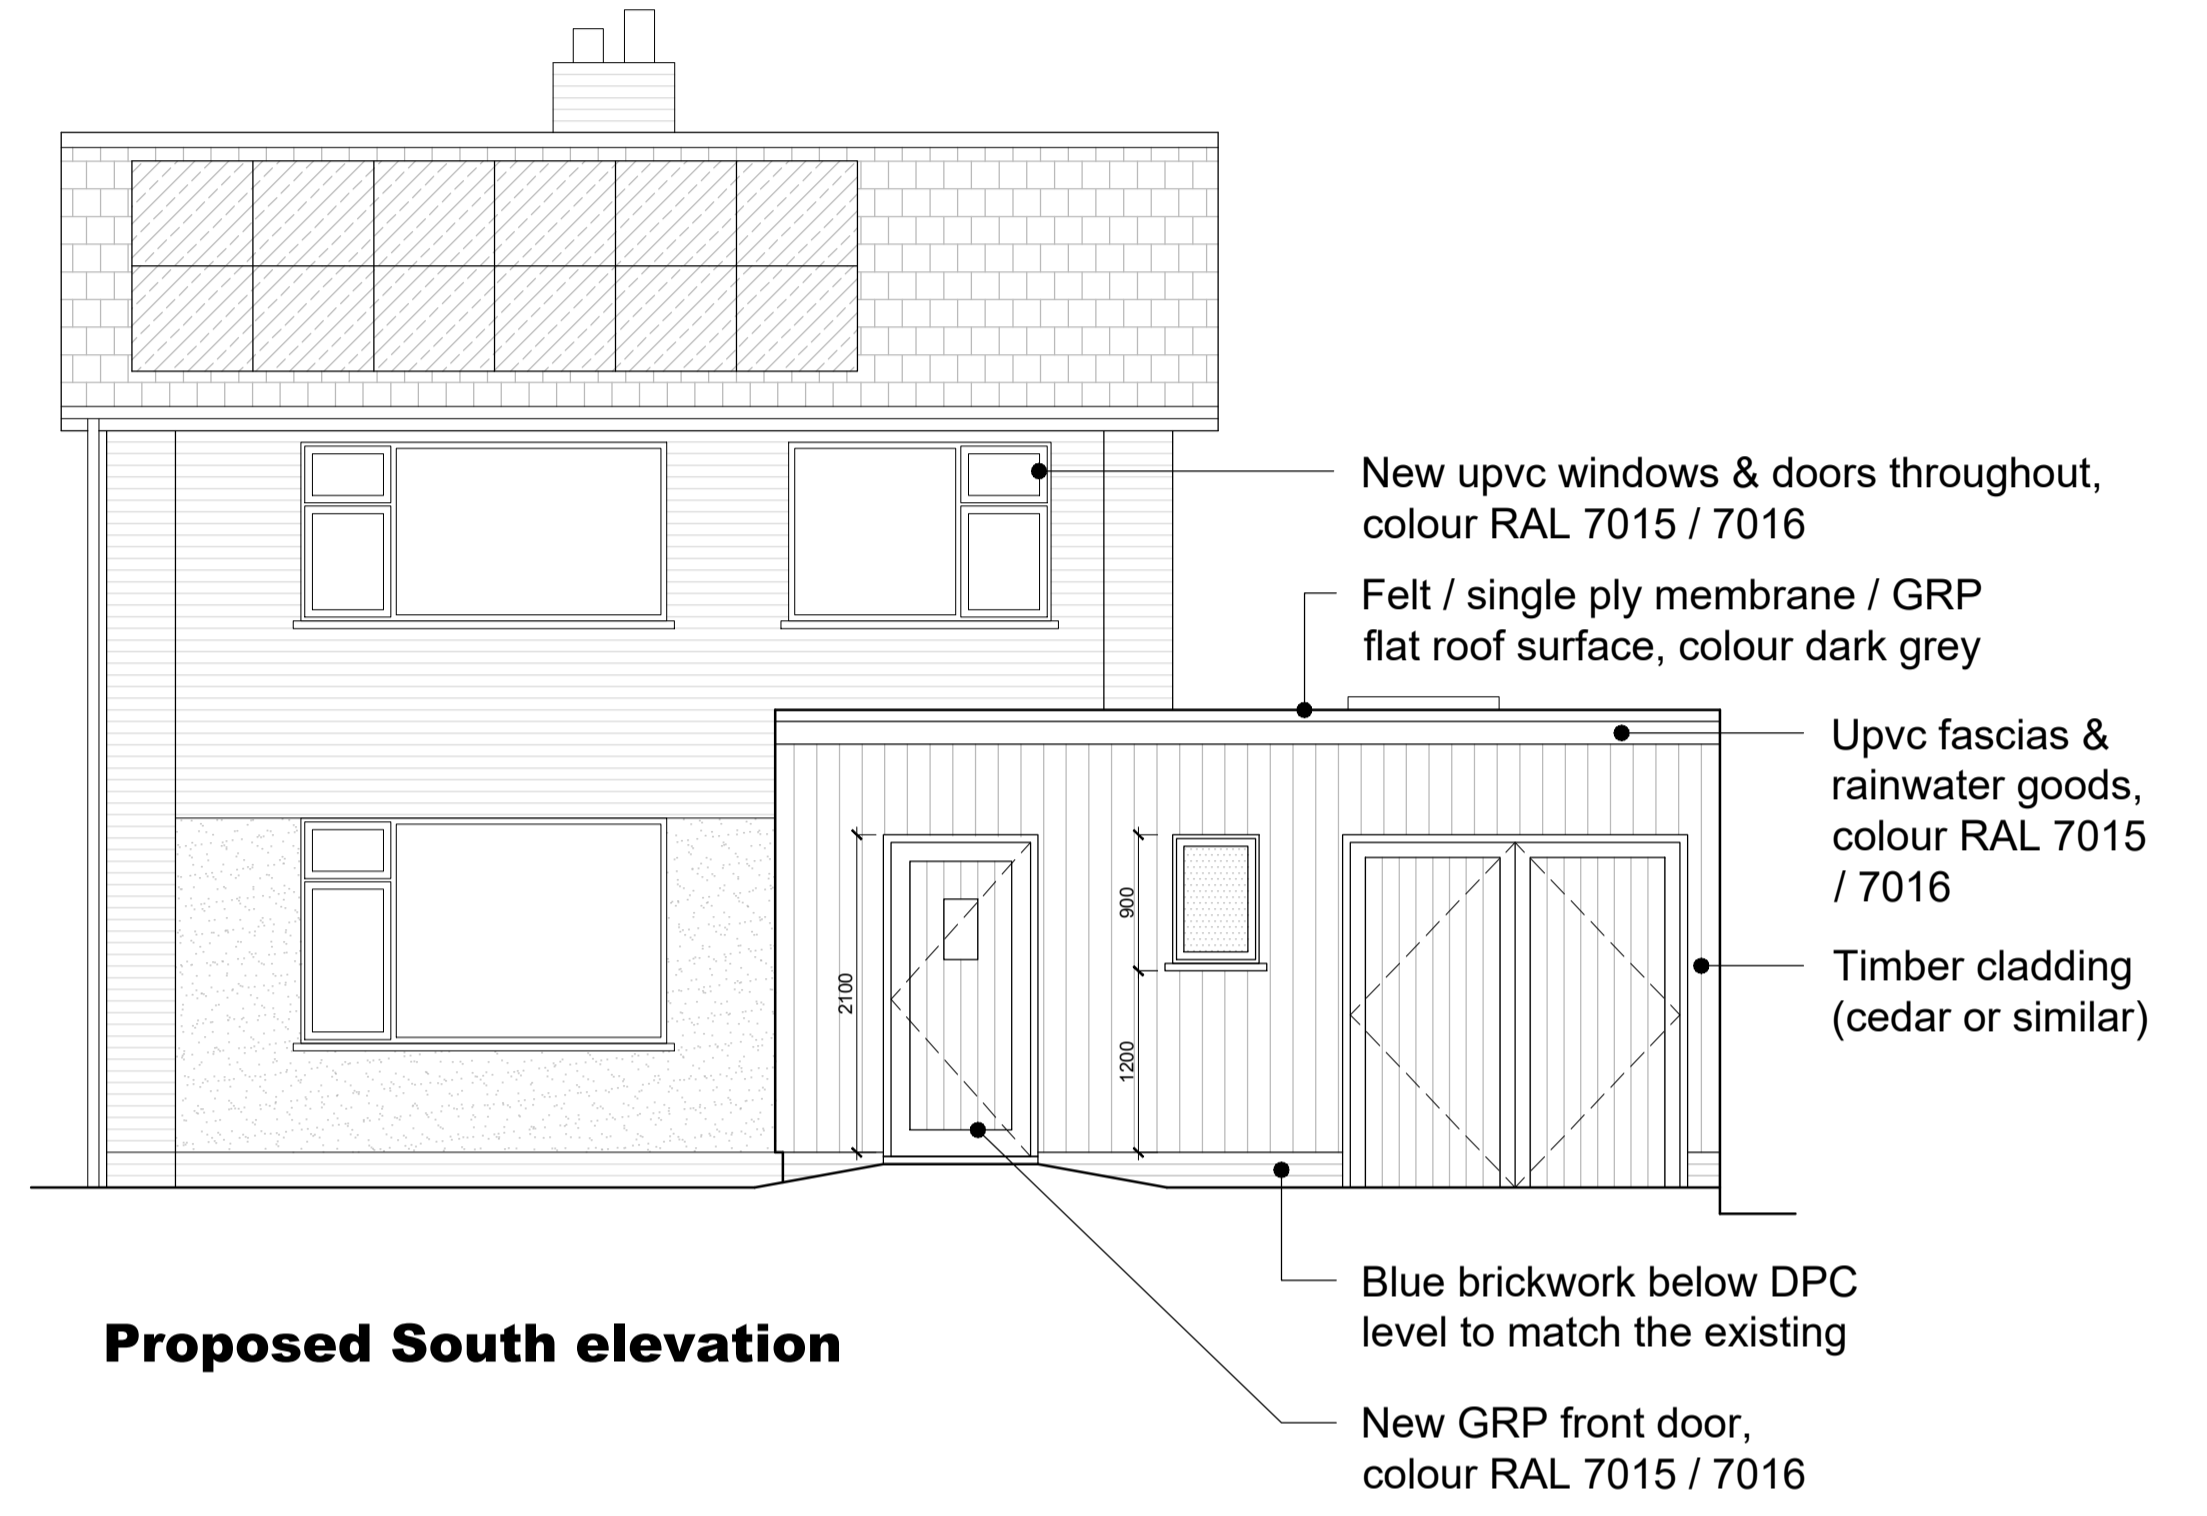 New upvc windows & doors throughout,
colour RAL 7015 / 7016
Felt / single ply membrane / GRP
flat roof surface, colour dark grey
Upvc fascias &
rainwater goods,
colour RAL 7015
/ 7016
Timber cladding
(cedar or similar)
2100
900
1200
Blue brickwork below DPC
level to match the existing
New GRP front door,
colour RAL 7015 / 7016
Proposed South elevation